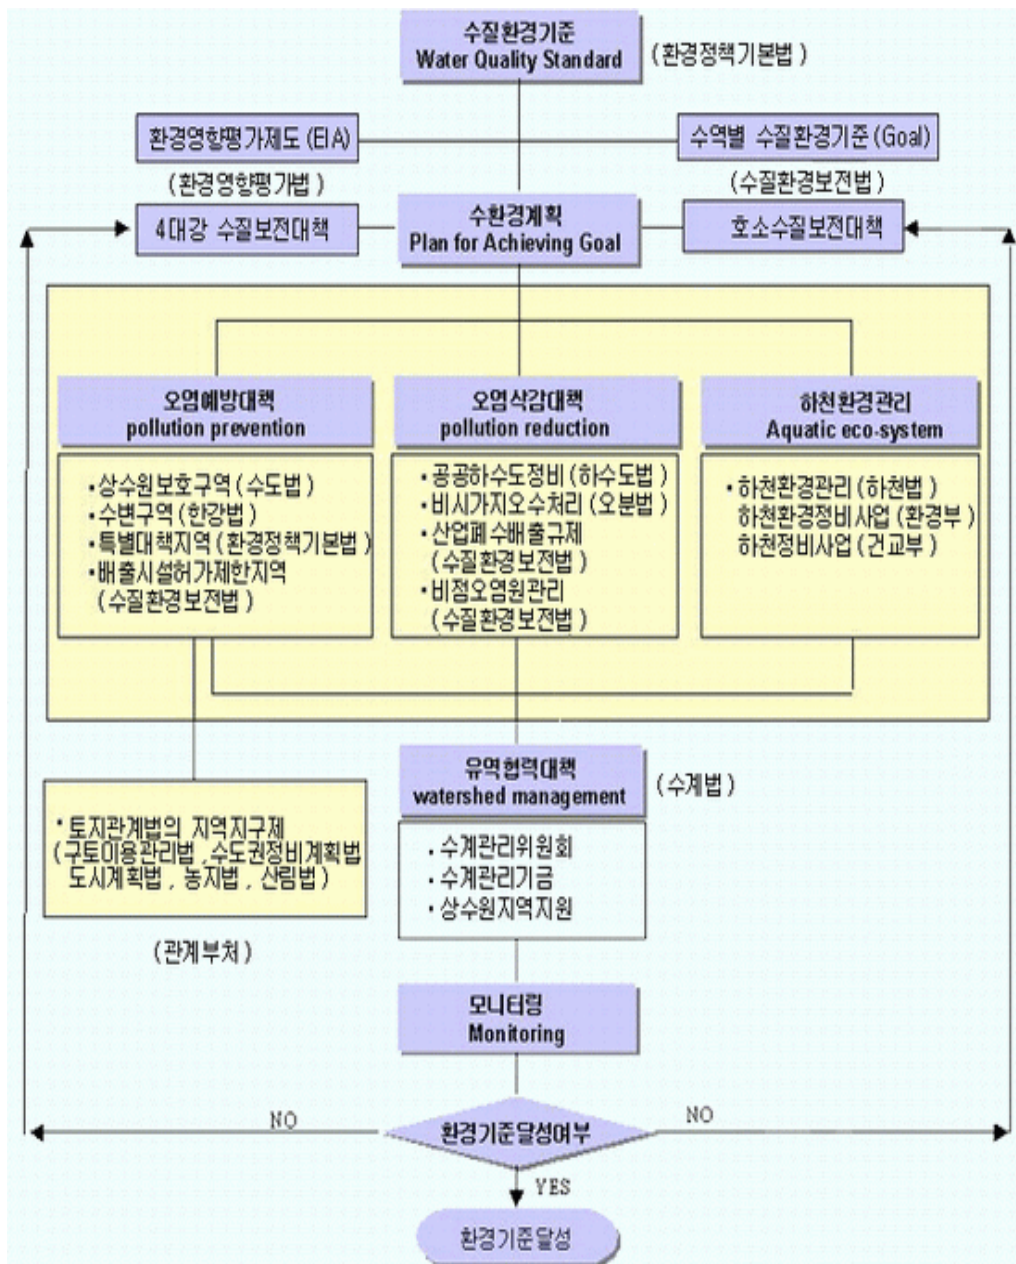 수질환경기준
Water Quality Standard
(환경정책기본법)
환경영향평가제도 (EIA)
수역별 수질환경기준 (Goal)
(환경영향평가법)
(수질환경보전법)
4대강 수질보전대책
수환경계획
Plan for Achieving Goal
호소수질보전대책
오염예방대책
pollution prevention
• 상수원보호구역 (수도법)
• 수변구역 (한강법)
• 특별대책지역 (환경정책기본법)
• 배출시설허가제한지역
(수질환경보전법)
오염삭감대책
pollution reduction
• 공공하수도정비 (하수도법)
• 비시가지오수처리 (오분법)
• 산업폐수배출규제
(수질환경보전법)
• 비점오염원관리
(수질환경보전법)
하천환경관리
Aquatic eco-system
• 하천환경관리 (하천법)
하천환경정비사업 (환경부)
하천정비사업 (건교부)
유역협력대책
watershed management
(수계법)
• 수계관리위원회
• 수계관리기금
• 상수원지역지원
• 토지관계법의 지역지구제
(구토이용관리법, 수도권정비계획법
도시계획법, 농지법, 산림법)
(관계부처)
모니터링
Monitoring
NO
환경기준달성여부
NO
YES
환경기준달성